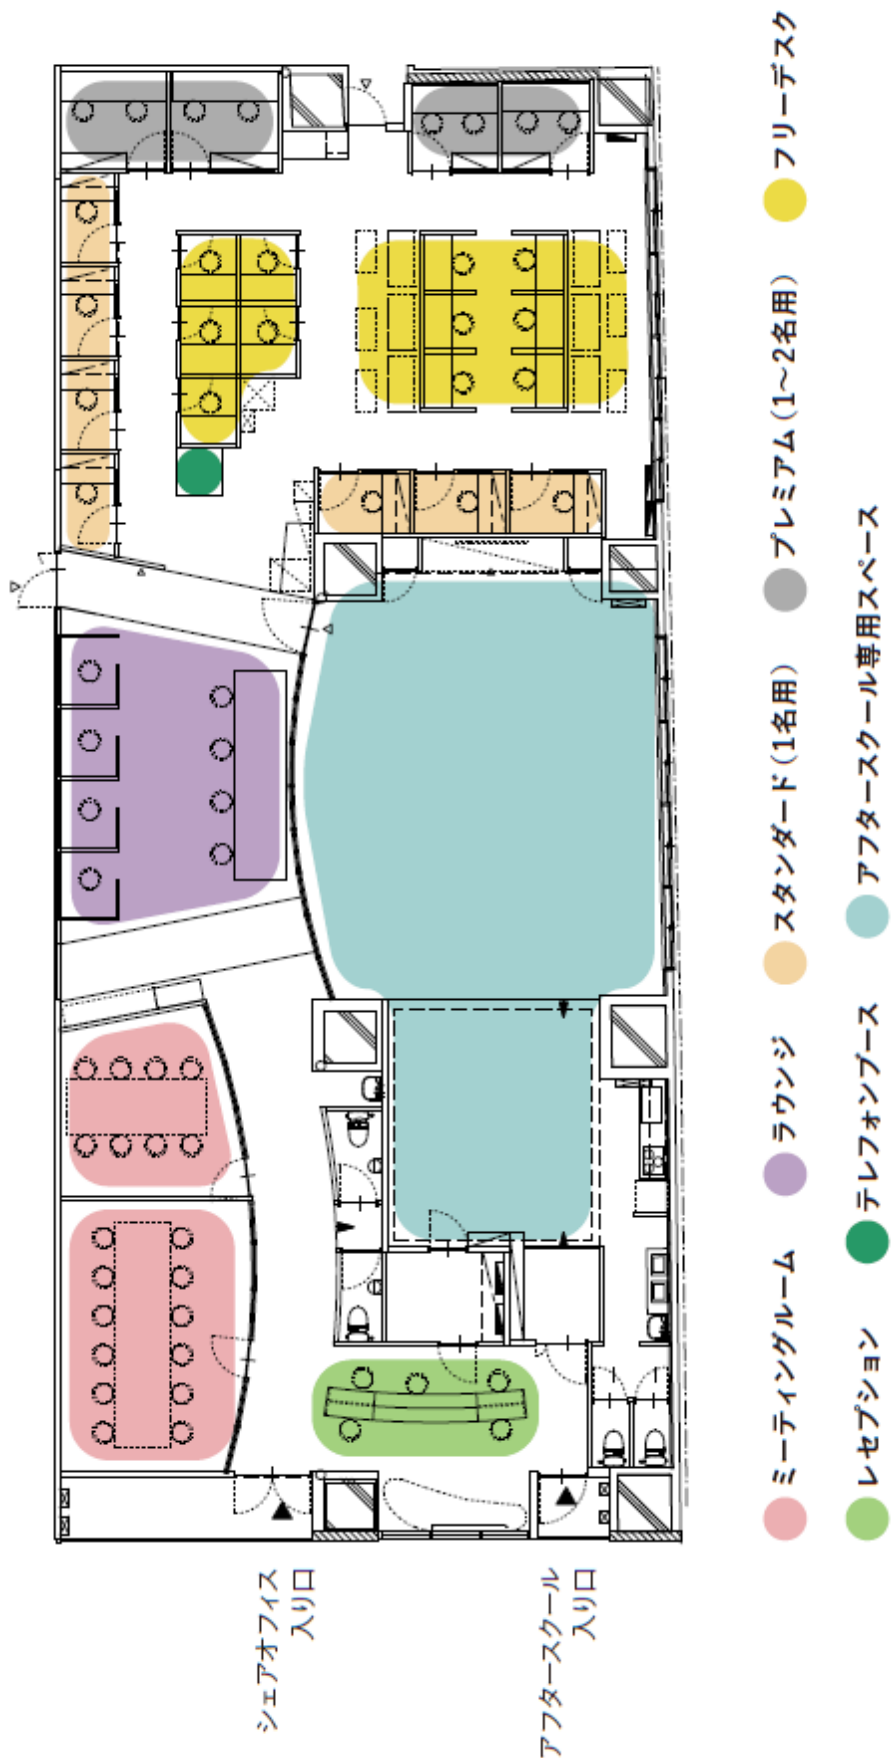 シェアオフィス
入り口
アフタースクール
入り口
ミーティングルーム
ラウンジ
スタンダード（1名用）
プレミアム（1〜2名用）
フリーデスク
レセプション
テレフォンブース
アフタースクール専用スペース